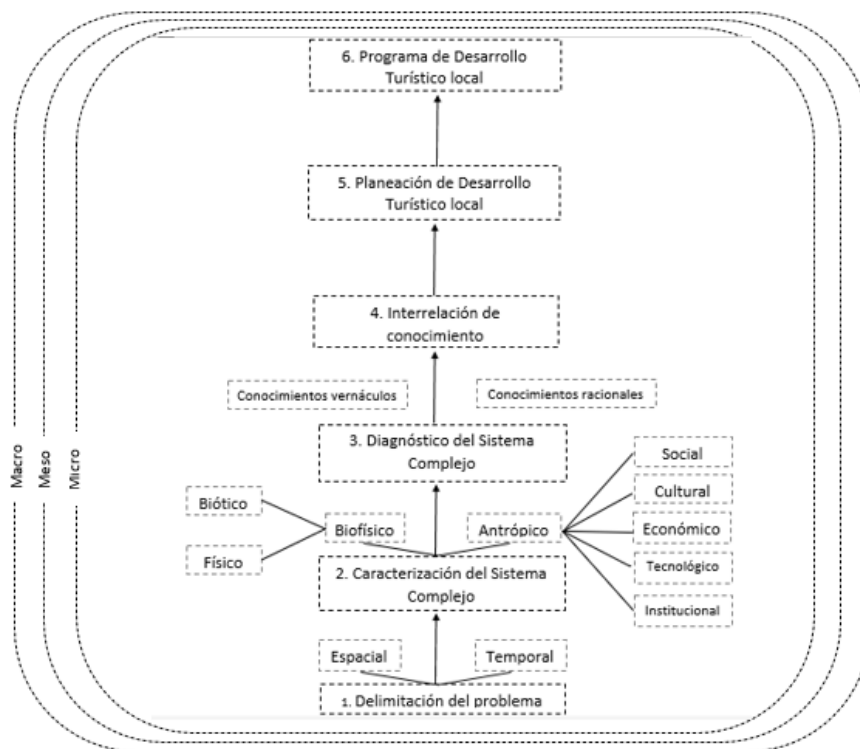 6. Programa de Desarrollo
Turístico local
5. Planeación de Desarrollo
Turístico local
4. Interrelación de
conocimiento
Conocimientos vernáculos
Conocimientos racionales
3. Diagnóstico del Sistema
Complejo
Macro
Meso
Micro
Social
Cultural
Económico
Tecnológico
Institucional
Biótico
Físico
Biofísico
Antrópico
2. Caracterización del Sistema
Complejo
Espacial
Temporal
1. Delimitación del problema